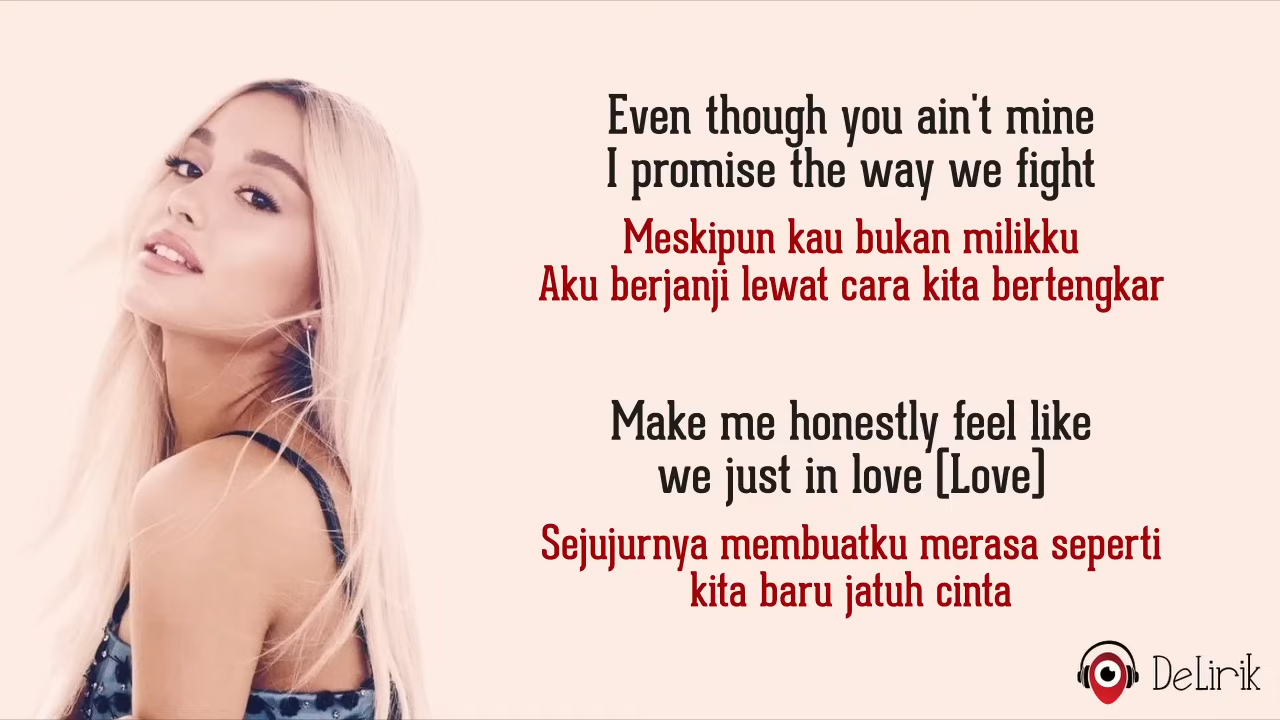 Even though you ain't mine
I promise the way we fight
Meskipun kau bukan milikku
Aku berjanji lewat cara kita bertengkar
Make me honestly feel like
we just in love [Love]
Sejujurnya membuatku merasa seperti
kita baru jatuh cinta
DeLirik